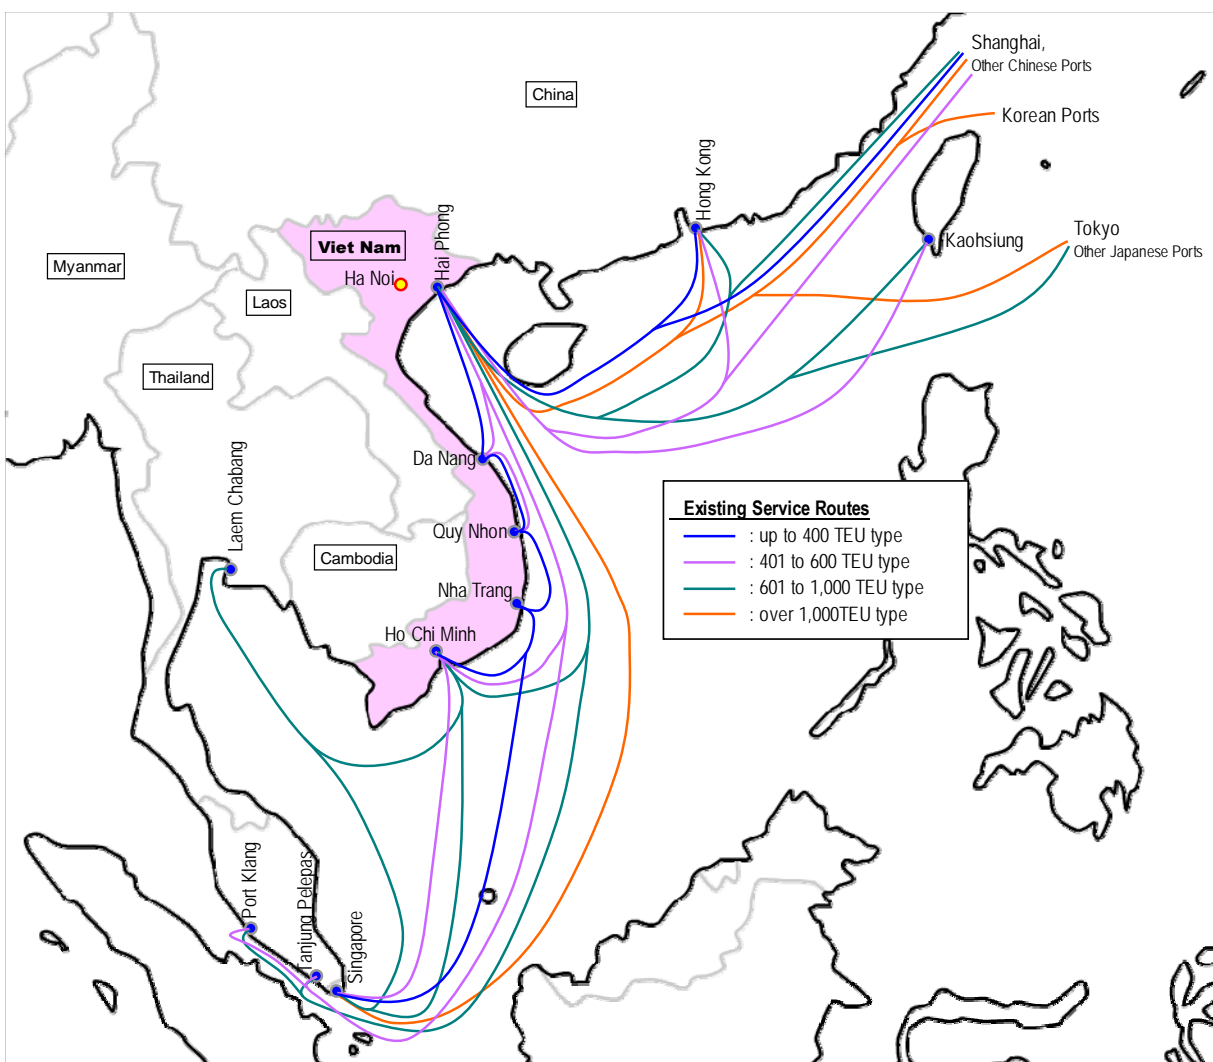 Shanghai,
Other Chinese Ports
China
Korean Ports
Hong Kong
Hai Phong
Viet Nam
Kaohsiung
Tokyo
Other Japanese Ports
Myanmar
Ha Noi
Laos
Thailand
Da Nang
Laem Chabang
Existing Service Routes
: up to 400 TEU type
: 401 to 600 TEU type
: 601 to 1,000 TEU type
: over 1,000TEU type
Quy Nhon
Cambodia
Nha Trang
Ho Chi Minh
Port Klang
Tanjung Pelepas
Singapore